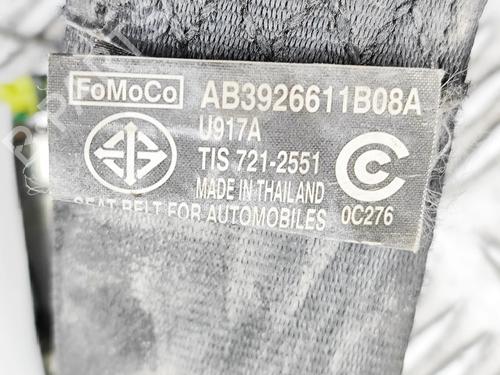 FoMoCo AB3926611B08A
U917A
TIS 721-2551
MADE IN THAILAND
SEAT BELT FOR AUTOMOBILES 0C276